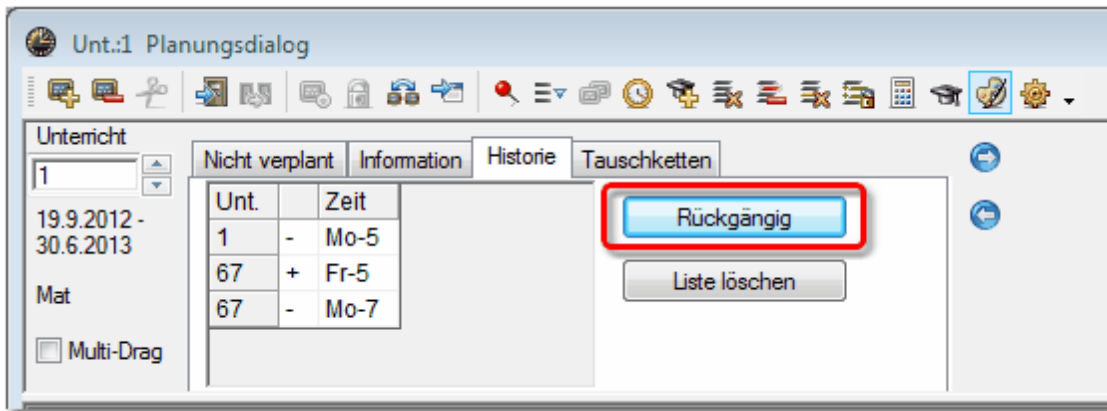 Unt.:1 Planungsdialog
Unterricht
1
19.9.2012 -
30.6.2013
Mat
Multi-Drag
Nicht verplant Information Historie Tauschketten
Unt. Zeit
1 - Mo-5
67 + Fr-5
67 - Mo-7
Rückgängig
Liste löschen